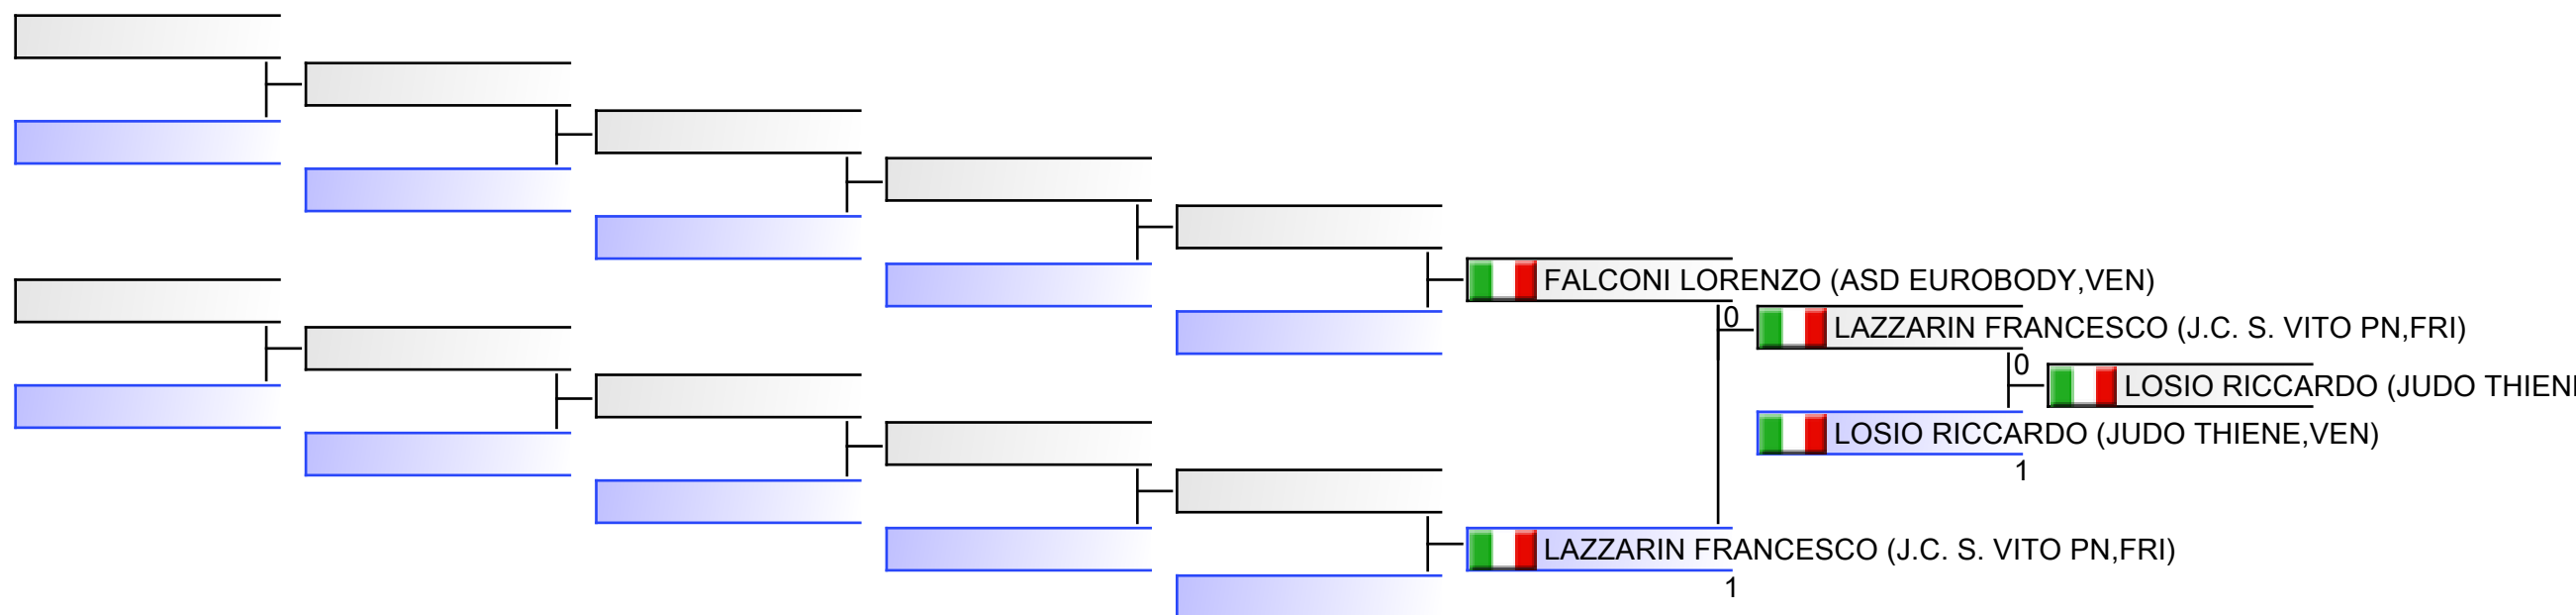 FALCONI LORENZO (ASD EUROBODY,VEN)
0
LAZZARIN FRANCESCO (J.C. S. VITO PN,FRI)
0
LOSIO RICCARDO (JUDO
LOSIO RICCARDO (JUDO THIENE,VEN)
1
LAZZARIN FRANCESCO (J.C. S. VITO PN,FRI)
1